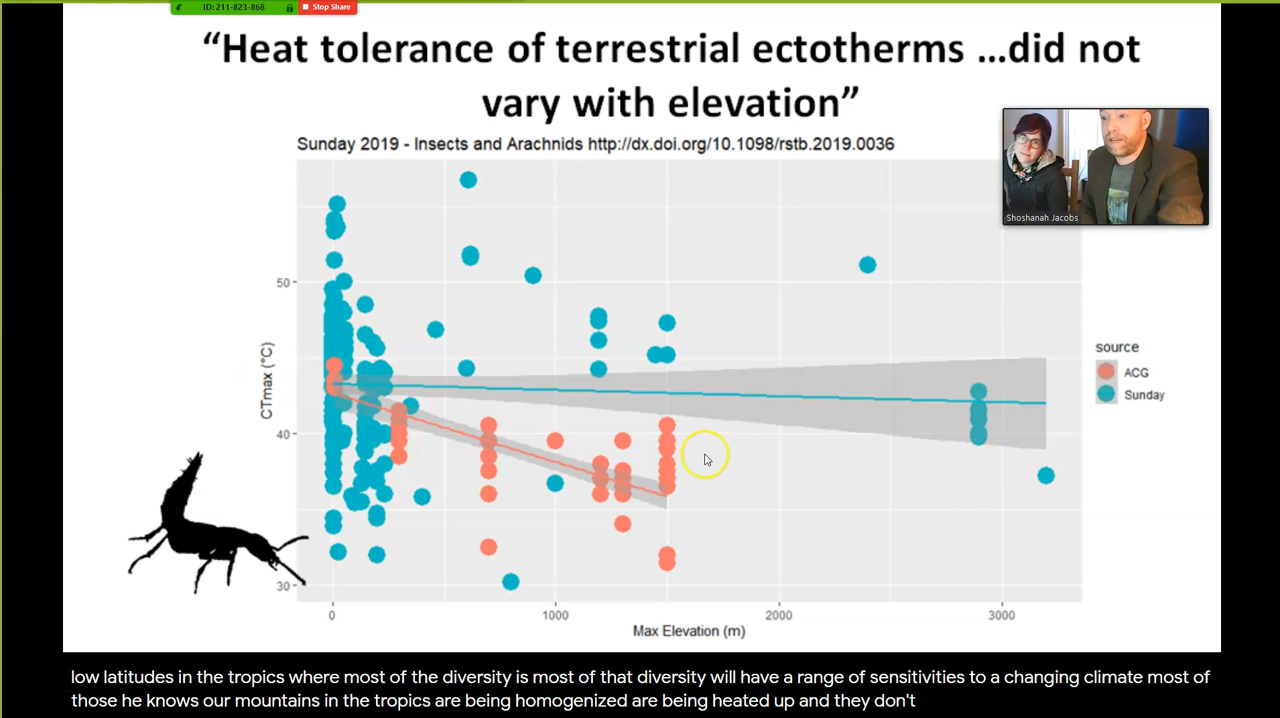 ID: 211-823-868
Stop Share
“Heat tolerance of terrestrial ectotherms …did not
vary with elevation”
Sunday 2019 - Insects and Arachnids http://dx.doi.org/10.1098/rstb.2019.0036
Shoshanah Jacobs
50
40
30
CTmax (°C)
0
1000
2000
3000
Max Elevation (m)
source
ACG
Sunday
low latitudes in the tropics where most of the diversity is most of that diversity will have a range of sensitivities to a changing climate most of
those he knows our mountains in the tropics are being homogenized are being heated up and they don't